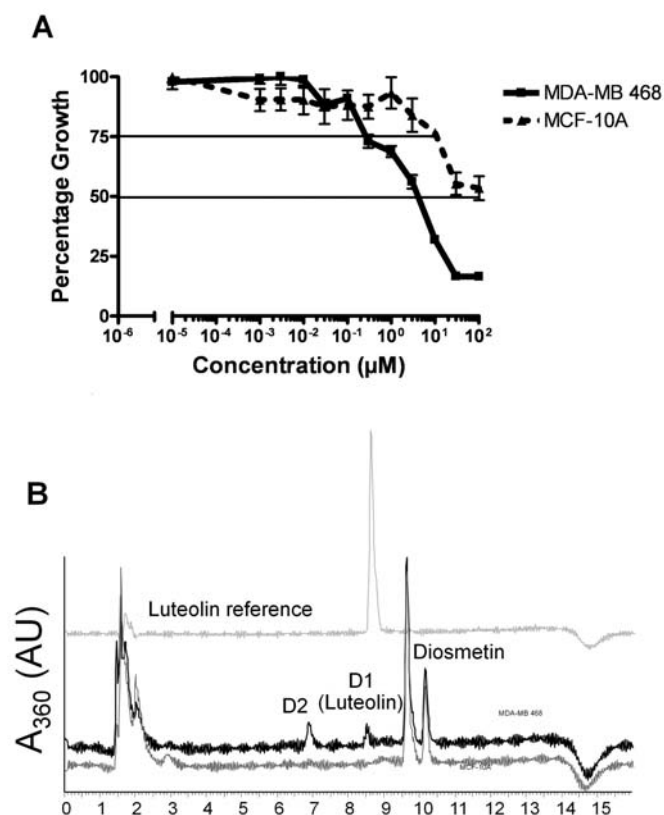 A
100
75
50
25
0
Percentage Growth
10-6
10-5
10-4
10-3
10-2
10-1
100
101
102
Concentration (µM)
MDA-MB 468
MCF-10A
B
A360 (AU)
Luteolin reference
D2
D1
(Luteolin)
Diosmetin
MDA-MB 468
0 1 2 3 4 5 6 7 8 9 10 11 12 13 14 15